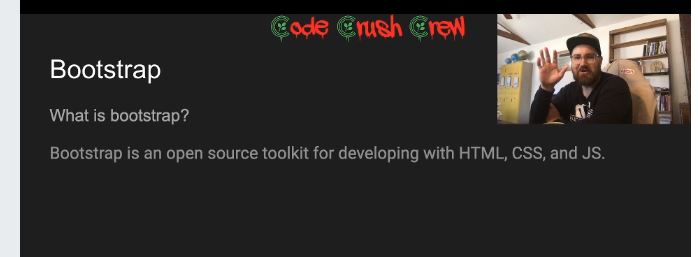 Code Crush Crew
Bootstrap
What is bootstrap?
Bootstrap is an open source toolkit for developing with HTML, CSS, and JS.